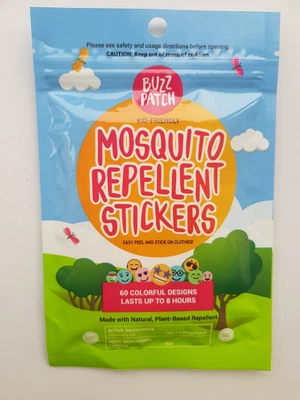 Please see safety and usage directions before opening
CAUTION: Keep out of reach of children.
BUZZ
PATCH
KID-FRIENDLY
MOSQUITO
REPELLENT
STICKERS
EASY PEEL AND STICK ON CLOTHES!
60 COLORFUL DESIGNS
LASTS UP TO 8 HOURS
Made with Natural, Plant-Based Repellent.
ACTIVE INGREDIENTS